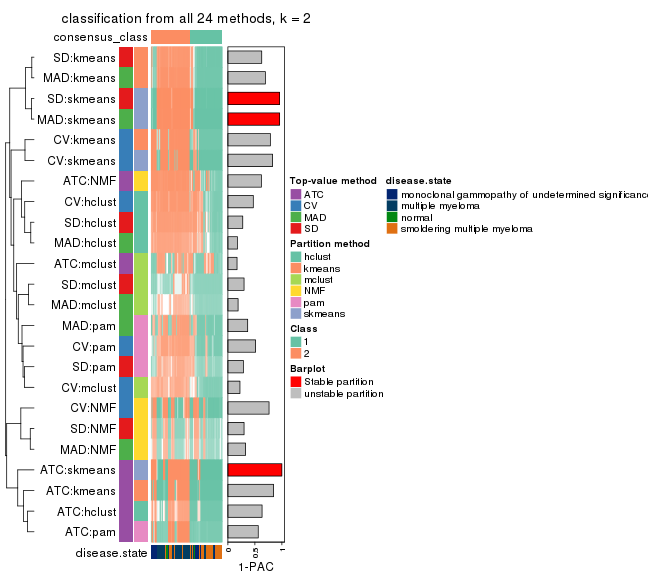 classification from all 24 methods, k = 2
consensus_class
SD:kmeans
MAD:kmeans
SD:skmeans
MAD:skmeans
CV:kmeans
CV:skmeans
ATC:NMF
CV:hclust
SD:hclust
MAD:hclust
ATC:mclust
SD:mclust
MAD:mclust
MAD:pam
CV:pam
SD:pam
CV:mclust
CV:NMF
SD:NMF
MAD:NMF
ATC:skmeans
ATC:kmeans
ATC:hclust
ATC:pam
disease.state
0
0.5
1
1-PAC
Top-value method
ATC
CV
MAD
SD
Partition method
hclust
kmeans
mclust
NMF
pam
skmeans
Class
1
2
Barplot
Stable partition
unstable partition
disease.state
monoclonal gammopathy of undetermined significance
multiple myeloma
normal
smoldering multiple myeloma